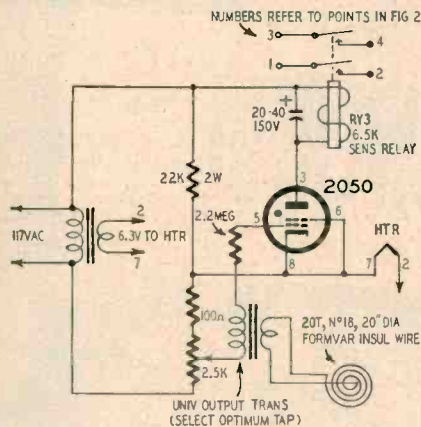 NUMBERS REFER TO POINTS IN FIG 2
3
4
1
2
+
20-40
150V
RY3
6.5K
SENS RELAY
22K
2W
3
2050
2.2MEG
5
6
8
HTR
7
2
117VAC
2
6.3V TO HTR
7
100Ω
2.5K
20T, Nº18, 20" DIA
FORMVAR INSUL WIRE
UNIV OUTPUT TRANS
(SELECT OPTIMUM TAP)